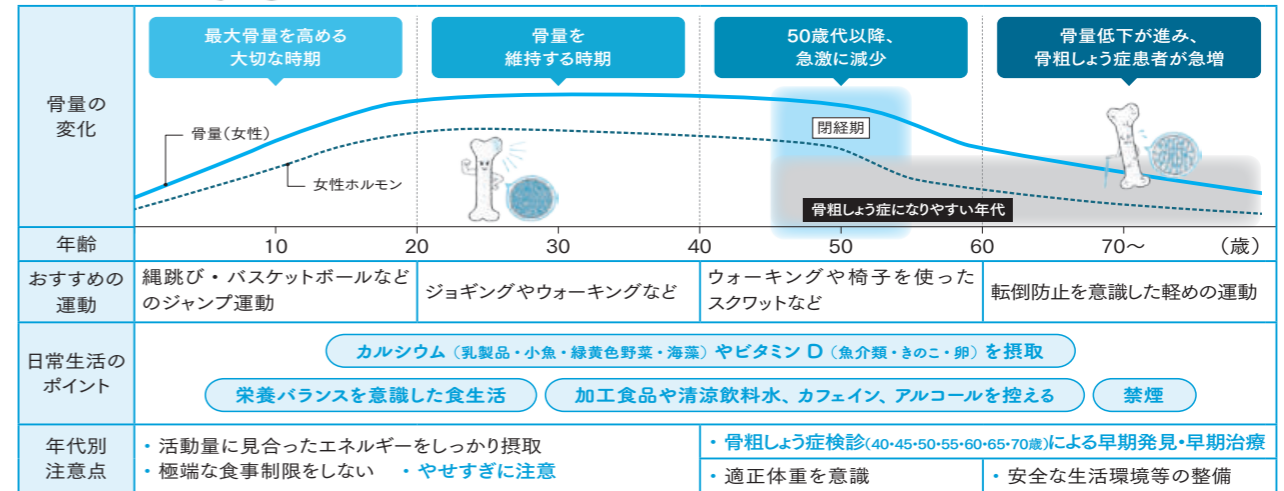 最大骨量を高める
大切な時期
骨量を
維持する時期
50歳代以降、
急激に減少
骨量低下が進み、
骨粗しょう症患者が急増
骨量の
変化
骨量(女性)
女性ホルモン
閉経期
骨粗しょう症になりやすい年代
年齢 10 20 30 40 50 60 70〜 (歳)
おすすめの
運動
縄跳び・バスケットボールなど
のジャンプ運動
ジョギングやウォーキングなど
ウォーキングや椅子を使った
スクワットなど
転倒防止を意識した軽めの運動
日常生活の
ポイント
カルシウム(乳製品・小魚・緑黄色野菜・海藻)やビタミンD(魚介類・きのこ・卵)を摂取
栄養バランスを意識した食生活
加工食品や清涼飲料水、カフェイン、アルコールを控える
禁煙
年代別
注意点
・活動量に見合ったエネルギーをしっかり摂取
・極端な食事制限をしない ・やせすぎに注意
・骨粗しょう症検診(40・45・50・55・60・65・70歳)による早期発見・早期治療
・適正体重を意識
・安全な生活環境等の整備